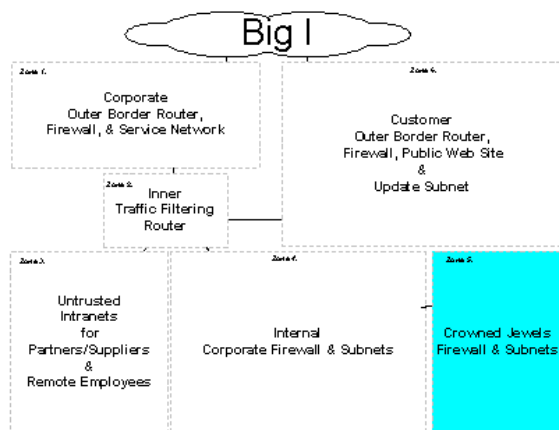 Big I
Zone 1.
Corporate
Outer Border Router,
Firewall, & Service Network
Zone 6.
Customer
Outer Border Router,
Firewall, Public Web Site
&
Update Subnet
Zone 2.
Inner
Traffic Filtering
Router
Zone 3.
Untrusted
Intranets
for
Partners/Suppliers
&
Remote Employees
Zone 4.
Internal
Corporate Firewall & Subnets
Zone 5.
Crowned Jewels
Firewall & Subnets